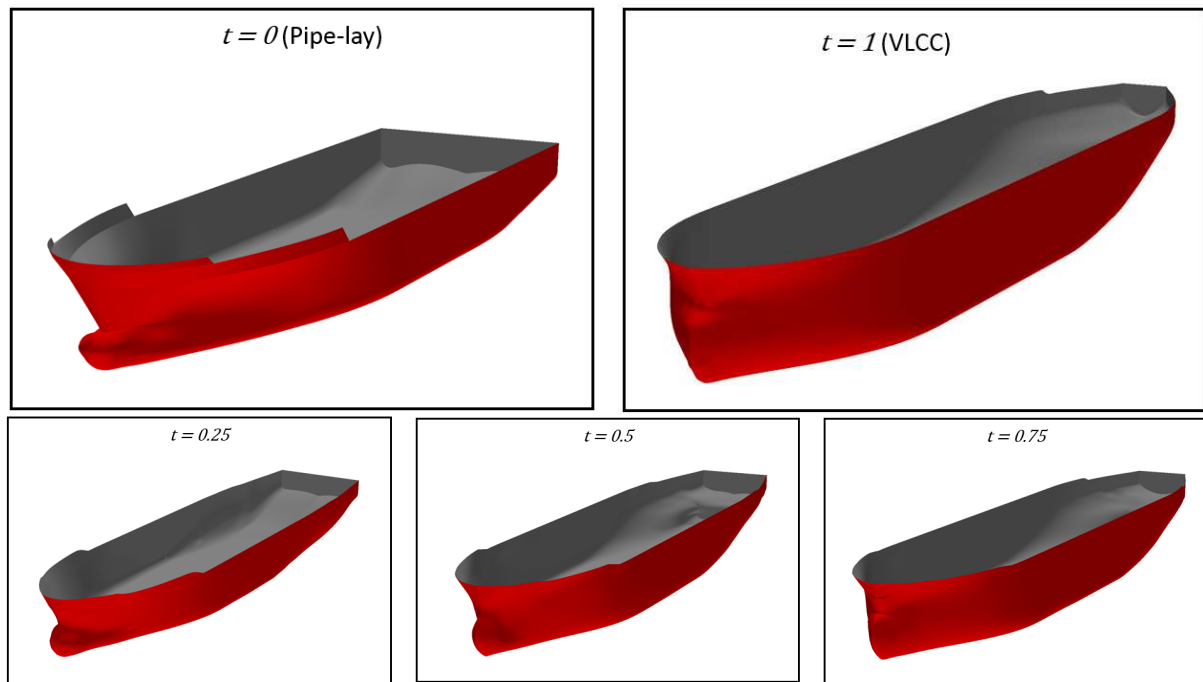 t = 0 (Pipe-lay)
t = 1 (VLCC)
t = 0.25
t = 0.5
t = 0.75